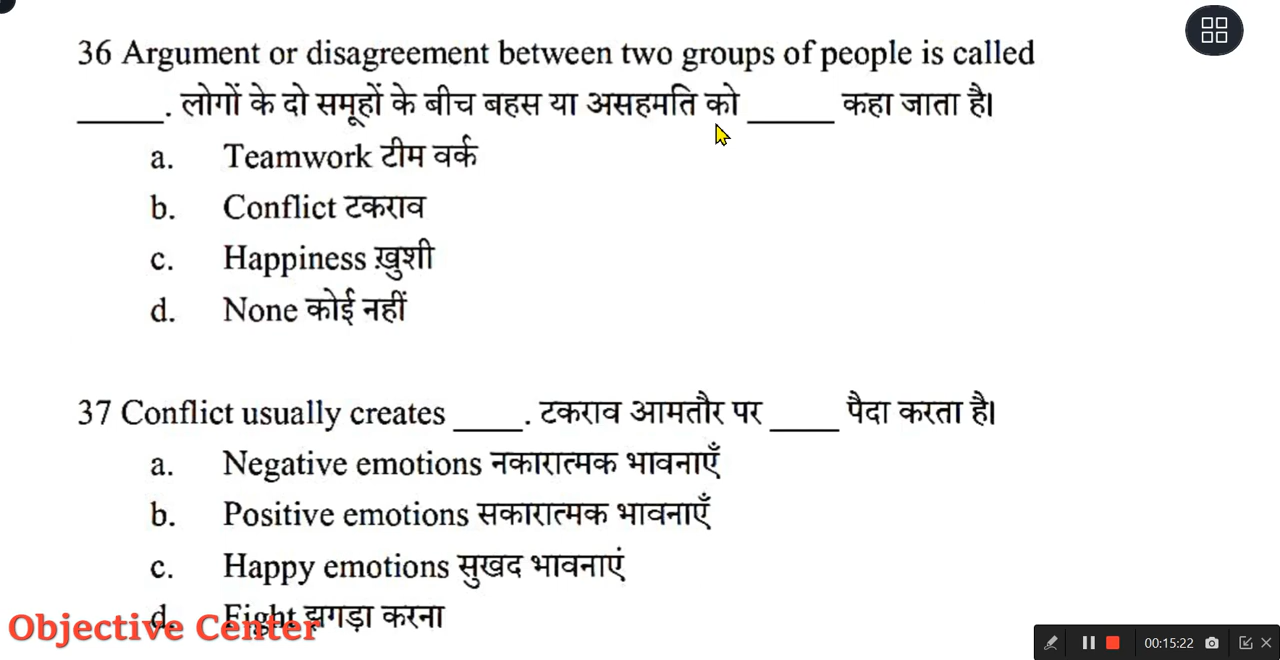 36 Argument or disagreement between two groups of people is called
_____. लोगों के दो समूहों के बीच बहस या असहमति को _____ कहा जाता है।
a. Teamwork टीम वर्क
b. Conflict टकराव
c. Happiness ख़ुशी
d. None कोई नहीं
37 Conflict usually creates ____. टकराव आमतौर पर ____ पैदा करता है।
a. Negative emotions नकारात्मक भावनाएँ
b. Positive emotions सकारात्मक भावनाएँ
c. Happy emotions सुखद भावनाएं
d. Fight झगड़ा करना
Objective Center
00:15:22